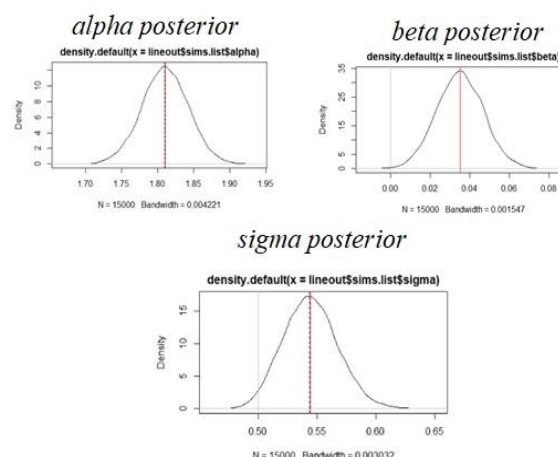 alpha posterior
density.default(x = lineout$sims.list$alpha)
Density
0 2 4 6 8 10
1.70 1.75 1.80 1.85 1.90 1.95
N = 15000 Bandwidth = 0.004221
beta posterior
density.default(x = lineout$sims.list$beta)
Density
0 5 15 25 35
0.00 0.02 0.04 0.06 0.08
N = 15000 Bandwidth = 0.001547
sigma posterior
density.default(x = lineout$sims.list$sigma)
Density
0 5 10 15
0.50 0.55 0.60 0.65
N = 15000 Bandwidth = 0.003032